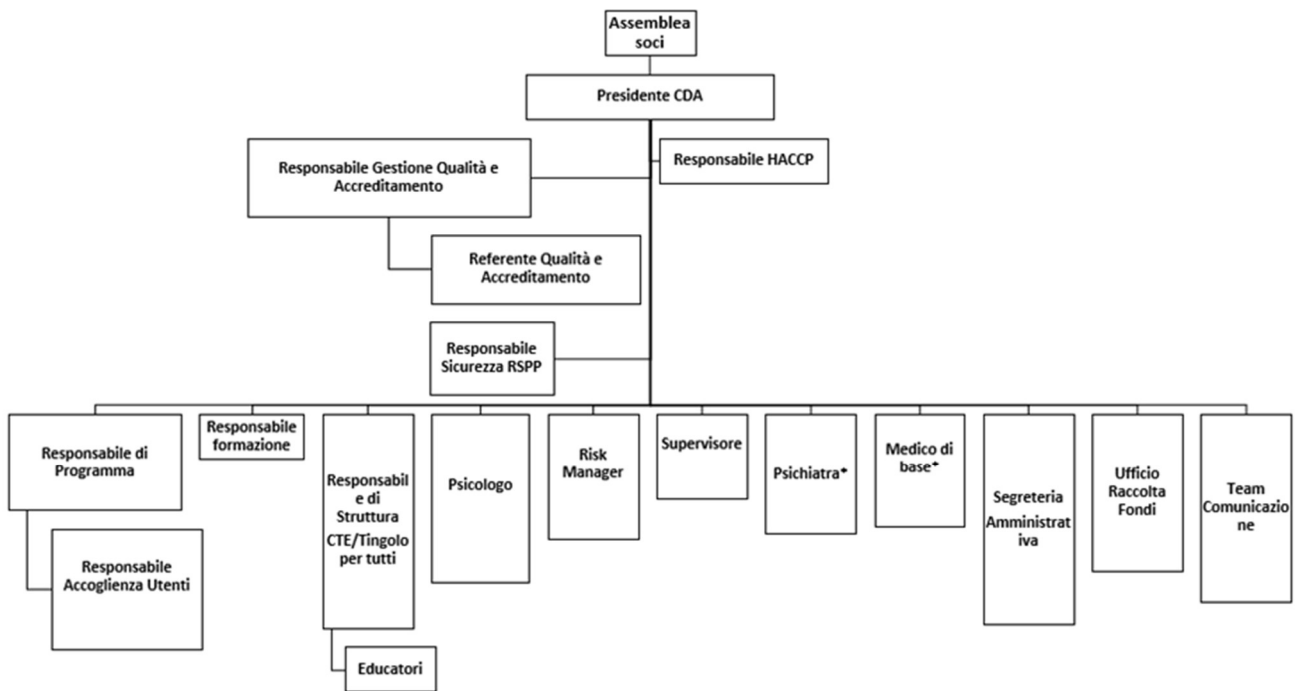 Assemblea
soci
Presidente CDA
Responsabile Gestione Qualità e
Accreditamento
Responsabile HACCP
Referente Qualità e
Accreditamento
Responsabile
Sicurezza RSPP
Responsabile di
Programma
Responsabile
formazione
Responsabil
e di
Struttura
CTE/Tingolo
per tutti
Psicologo
Risk
Manager
Supervisore
Psichiatra*
Medico di
base*
Segreteria
Amministrat
iva
Ufficio
Raccolta
Fondi
Team
Comunicazio
ne
Responsabile
Accoglienza Utenti
Educatori